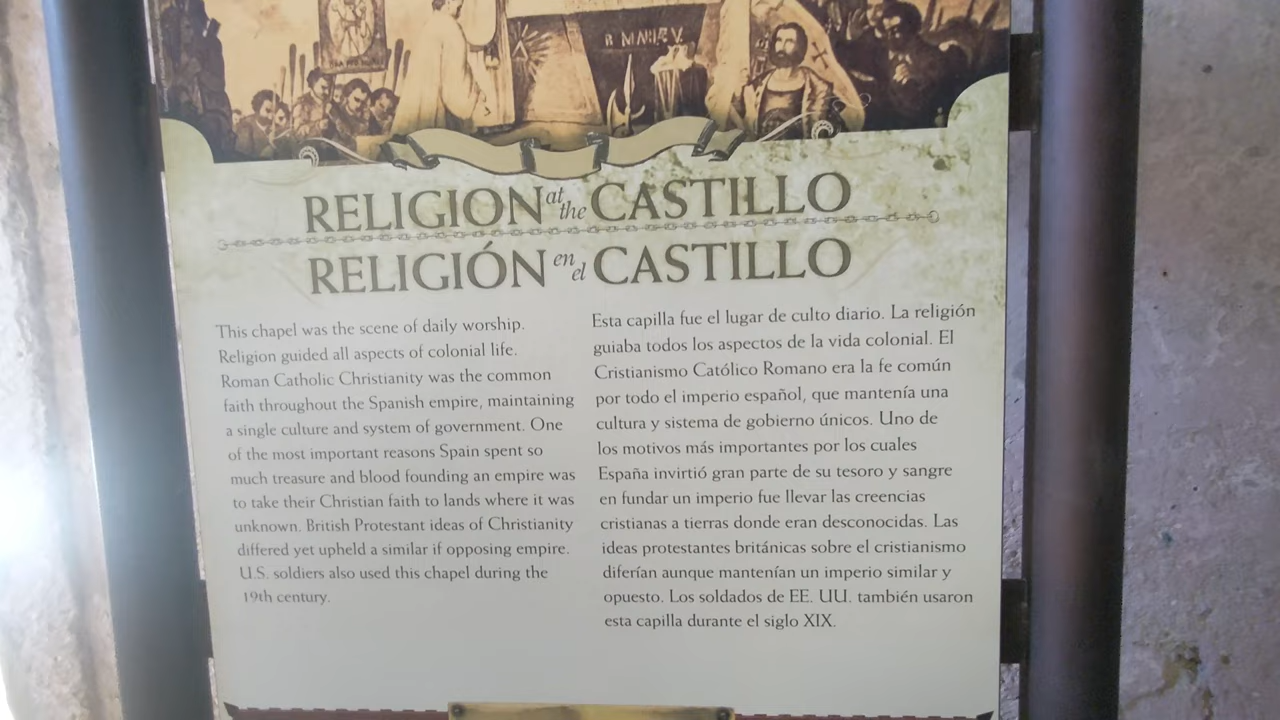 R MARIE V.
RELIGION at the CASTILLO
RELIGIÓN en el CASTILLO
This chapel was the scene of daily worship.
Religion guided all aspects of colonial life.
Roman Catholic Christianity was the common
faith throughout the Spanish empire, maintaining
a single culture and system of government. One
of the most important reasons Spain spent so
much treasure and blood founding an empire was
to take their Christian faith to lands where it was
unknown. British Protestant ideas of Christianity
differed yet upheld a similar if opposing empire.
U.S. soldiers also used this chapel during the
19th century.
Esta capilla fue el lugar de culto diario. La religión
guiaba todos los aspectos de la vida colonial. El
Cristianismo Católico Romano era la fe común
por todo el imperio español, que mantenía una
cultura y sistema de gobierno únicos. Uno de
los motivos más importantes por los cuales
España invirtió gran parte de su tesoro y sangre
en fundar un imperio fue llevar las creencias
cristianas a tierras donde eran desconocidas. Las
ideas protestantes británicas sobre el cristianismo
diferían aunque mantenían un imperio similar y
opuesto. Los soldados de EE. UU. también usaron
esta capilla durante el siglo XIX.